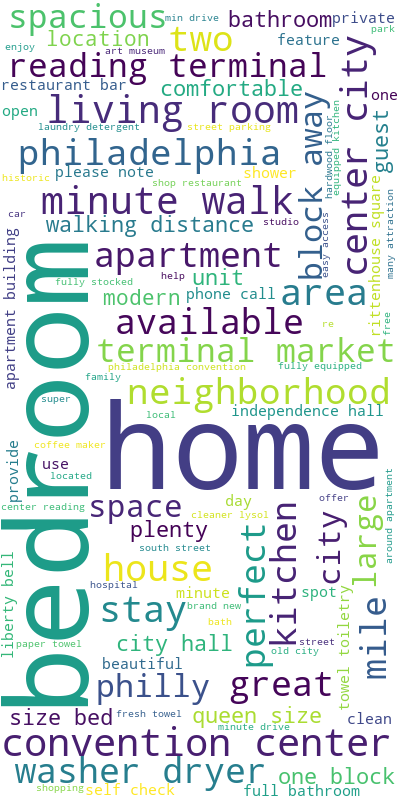 spacious
min drive
bathroom
private
location
two
feature
park
enjoy
art museum
reading terminal
restaurant bar
comfortable
one
open
living room
block away
center city
guest
hardwood floor
equipped kitchen
laundry detergent
street parking
philadelphia
historic
please note
shower
shop restaurant
minute walk
studio
car
walking distance
easy access
rittenhouse square
many attraction
apartment building
apartment
unit
area
fully stocked
help
modern
phone call
free
available
re
terminal market
philadelphia convention
fully equipped
family
neighborhood
bedroom
super
home
local
independence hall
coffee maker
provide
use
located
center reading
space
day
offer
cleaner lysol
city
large
around apartment
plenty
kitchen
perfect
south street
liberty bell
house
hospital
minute
spot
mile
stay
brand new
bath
towel toiletry
street
paper towel
city hall
old city
beautiful
philly
great
size bed
fresh towel
queen size
clean
minute drive
convention center
washer dryer
one block
shopping
self check
full bathroom